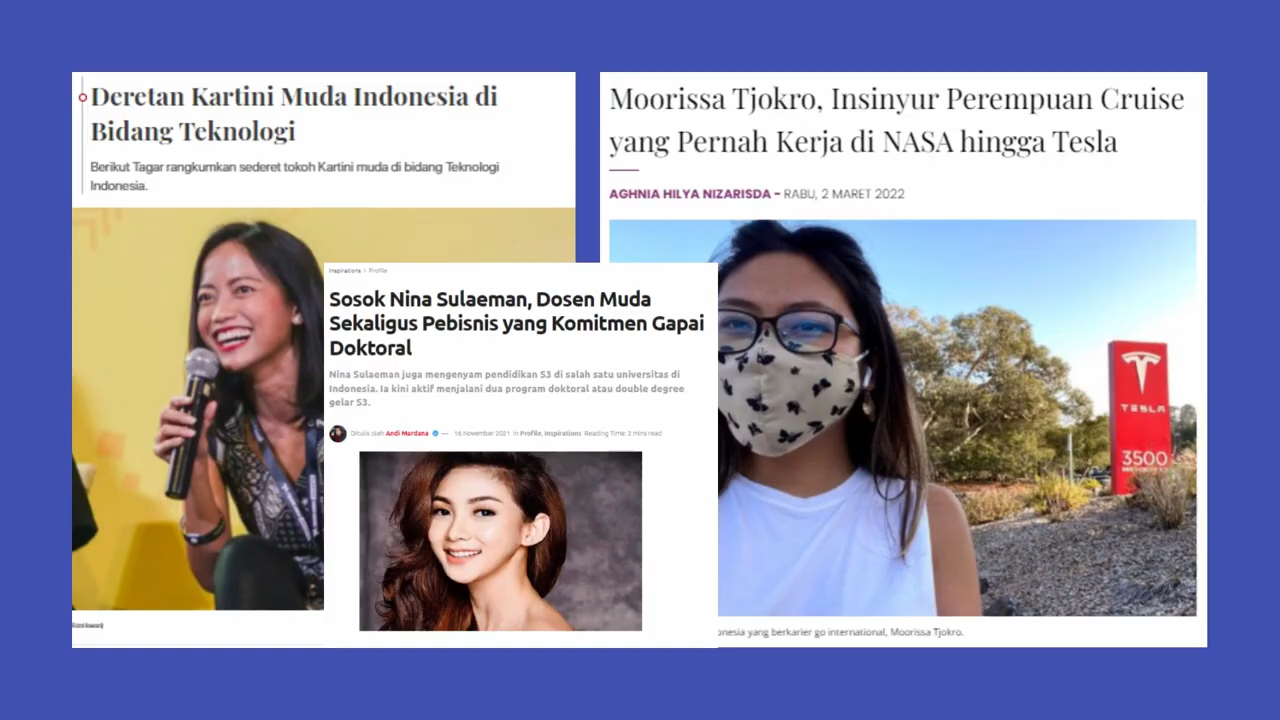 Deretan Kartini Muda Indonesia di
Bidang Teknologi
Berikut Tagar rangkumkan sederet tokoh Kartini muda di bidang Teknologi
Indonesia.
Inspirations > Profile
Sosok Nina Sulaeman, Dosen Muda
Sekaligus Pebisnis yang Komitmen Gapai
Doktoral
Nina Sulaeman juga mengenyam pendidikan S3 di salah satu universitas di
Indonesia. Ia kini aktif menjalani dua program doktoral atau double degree
gelar S3.
Ditulis oleh Andi Mardana — 16 November 2021 in Profile, Inspirations Reading Time: 2 mins read
Moorissa Tjokro, Insinyur Perempuan Cruise
yang Pernah Kerja di NASA hingga Tesla
AGHNIA HILYA NIZARISDA – RABU, 2 MARET 2022
TESLA
3500
onesia yang berkarier go international, Moorissa Tjokro.